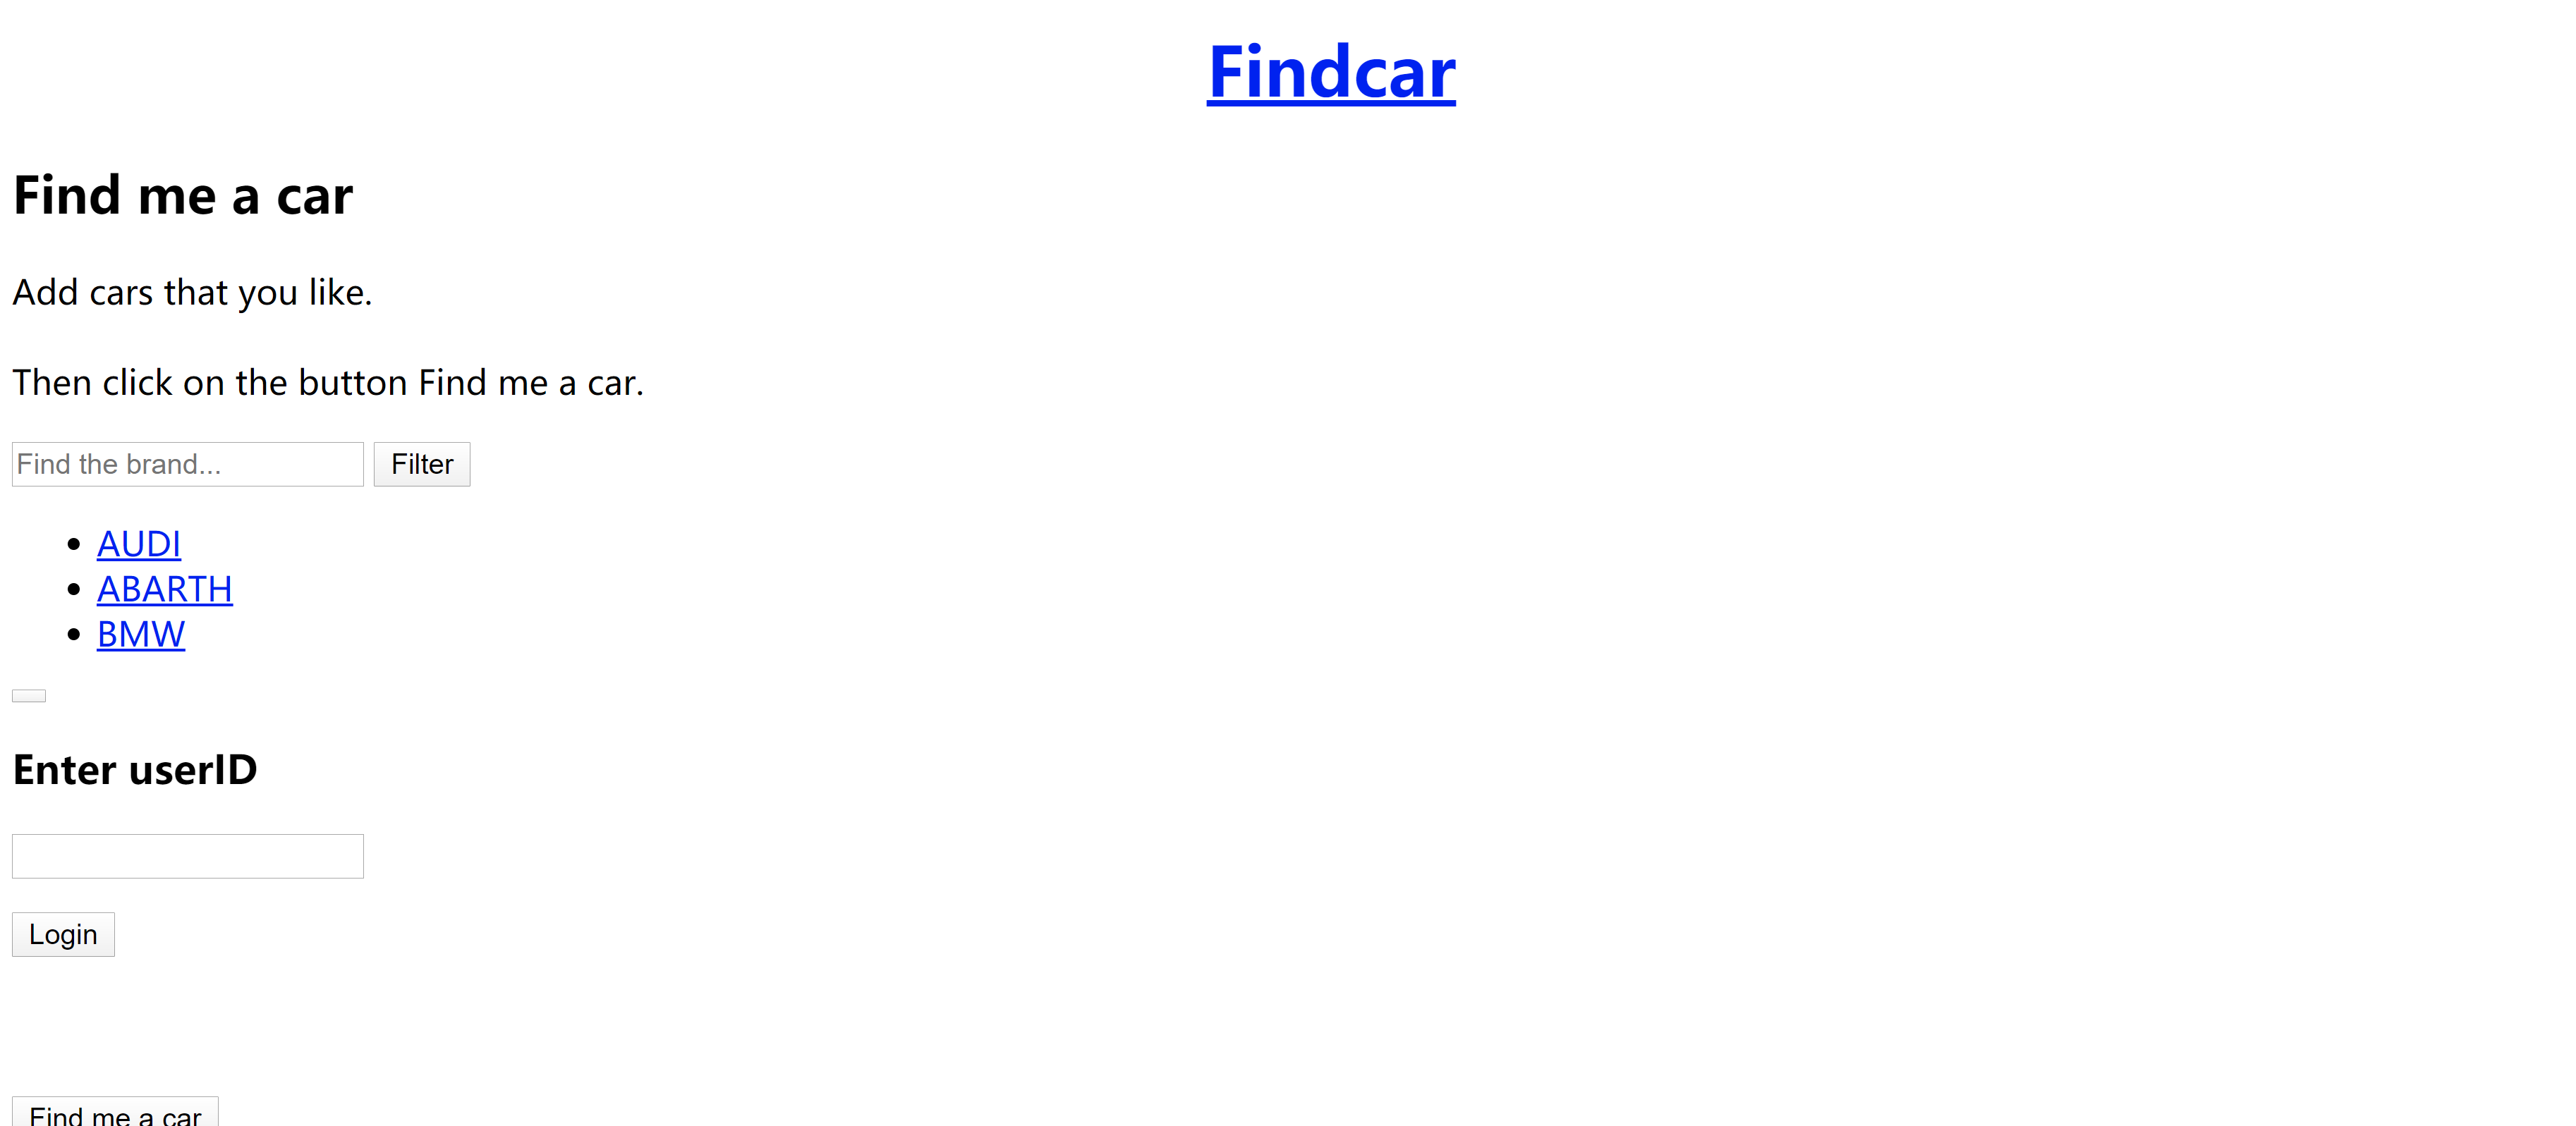 Findcar
Find me a car
Add cars that you like.
Then click on the button Find me a car.
Find the brand... Filter
AUDI
ABARTH
BMW
Enter userID
Login
Find me a car